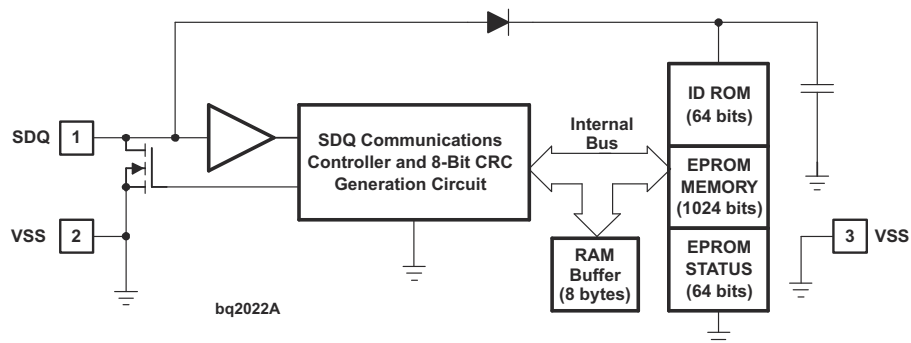 SDQ
1
VSS
2
SDQ Communications
Controller and 8-Bit CRC
Generation Circuit
Internal
Bus
RAM
Buffer
(8 bytes)
ID ROM
(64 bits)
EPROM
MEMORY
(1024 bits)
EPROM
STATUS
(64 bits)
3
VSS
bq2022A